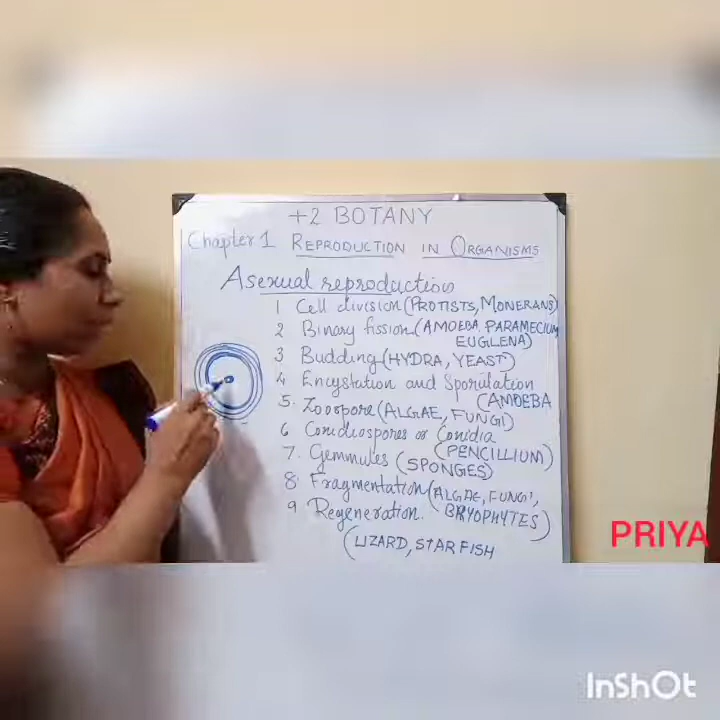 +2 BOTANY
Chapter 1 REPRODUCTION IN ORGANISMS
Asexual reproduction
1 Cell division (PROTISTS, MONERANS)
2 Binary fission (AMOEBA, PARAMECIUM
EUGLENA)
3 Budding (HYDRA, YEAST)
4 Encystation and Sporulation
(AMOEBA
5. Zoospore (ALGAE, FUNGI)
6 Conidiospores or Conidia
(PENCILLIUM)
7. Gemmules (SPONGES)
8 Fragmentation (ALGAE, FUNGI,
BRYOPHYTES)
9 Regeneration.
(LIZARD, STAR FISH
PRIYA
InShOt